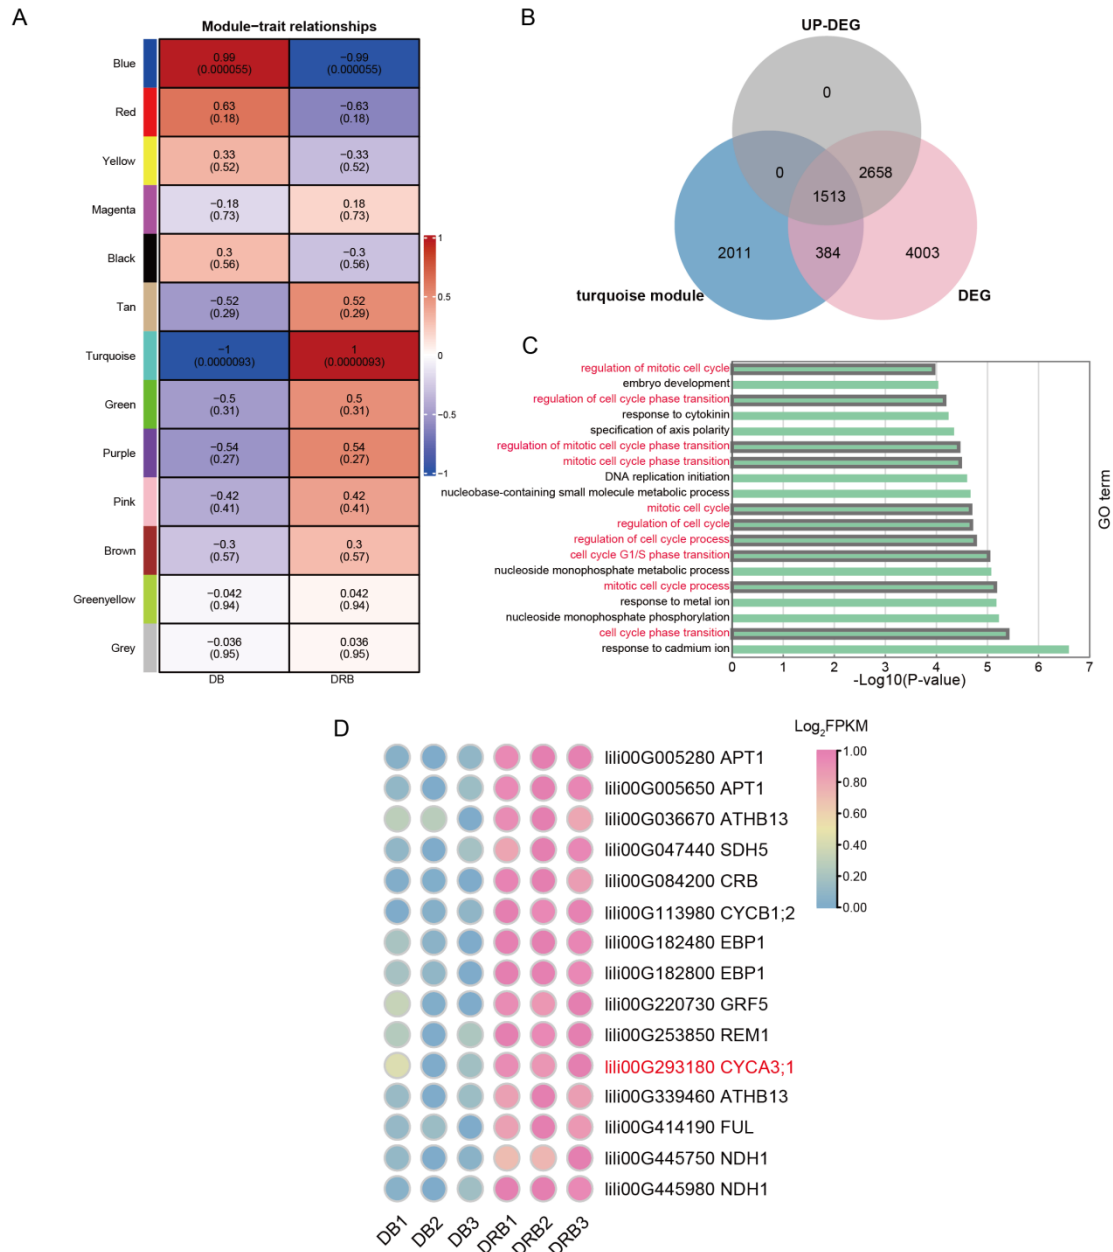 A
Module−trait relationships
Blue
0.99
(0.000055)
−0.99
(0.000055)
Red
0.63
(0.18)
−0.63
(0.18)
Yellow
0.33
(0.52)
−0.33
(0.52)
Magenta
−0.18
(0.73)
0.18
(0.73)
Black
0.3
(0.56)
−0.3
(0.56)
Tan
−0.52
(0.29)
0.52
(0.29)
Turquoise
−1
(0.0000093)
1
(0.0000093)
Green
−0.5
(0.31)
0.5
(0.31)
Purple
−0.54
(0.27)
0.54
(0.27)
Pink
−0.42
(0.41)
0.42
(0.41)
Brown
−0.3
(0.57)
0.3
(0.57)
Greenyellow
−0.042
(0.94)
0.042
(0.94)
Grey
−0.036
(0.95)
0.036
(0.95)
DB
DRB
1
0.5
0
−0.5
−1
B
UP-DEG
0
0
2658
1513
2011
384
4003
turquoise module
DEG
C
regulation of mitotic cell cycle
embryo development
regulation of cell cycle phase transition
response to cytokinin
specification of axis polarity
regulation of mitotic cell cycle phase transition
mitotic cell cycle phase transition
DNA replication initiation
nucleobase-containing small molecule metabolic process
mitotic cell cycle
regulation of cell cycle
regulation of cell cycle process
cell cycle G1/S phase transition
nucleoside monophosphate metabolic process
mitotic cell cycle process
response to metal ion
nucleoside monophosphate phosphorylation
cell cycle phase transition
response to cadmium ion
0 1 2 3 4 5 6 7
-Log10(P-value)
GO term
D
Log₂FPKM
1.00
0.80
0.60
0.40
0.20
0.00
lili00G005280 APT1
lili00G005650 APT1
lili00G036670 ATHB13
lili00G047440 SDH5
lili00G084200 CRB
lili00G113980 CYCB1;2
lili00G182480 EBP1
lili00G182800 EBP1
lili00G220730 GRF5
lili00G253850 REM1
lili00G293180 CYCA3;1
lili00G339460 ATHB13
lili00G414190 FUL
lili00G445750 NDH1
lili00G445980 NDH1
DB1 DB2 DB3 DRB1 DRB2 DRB3